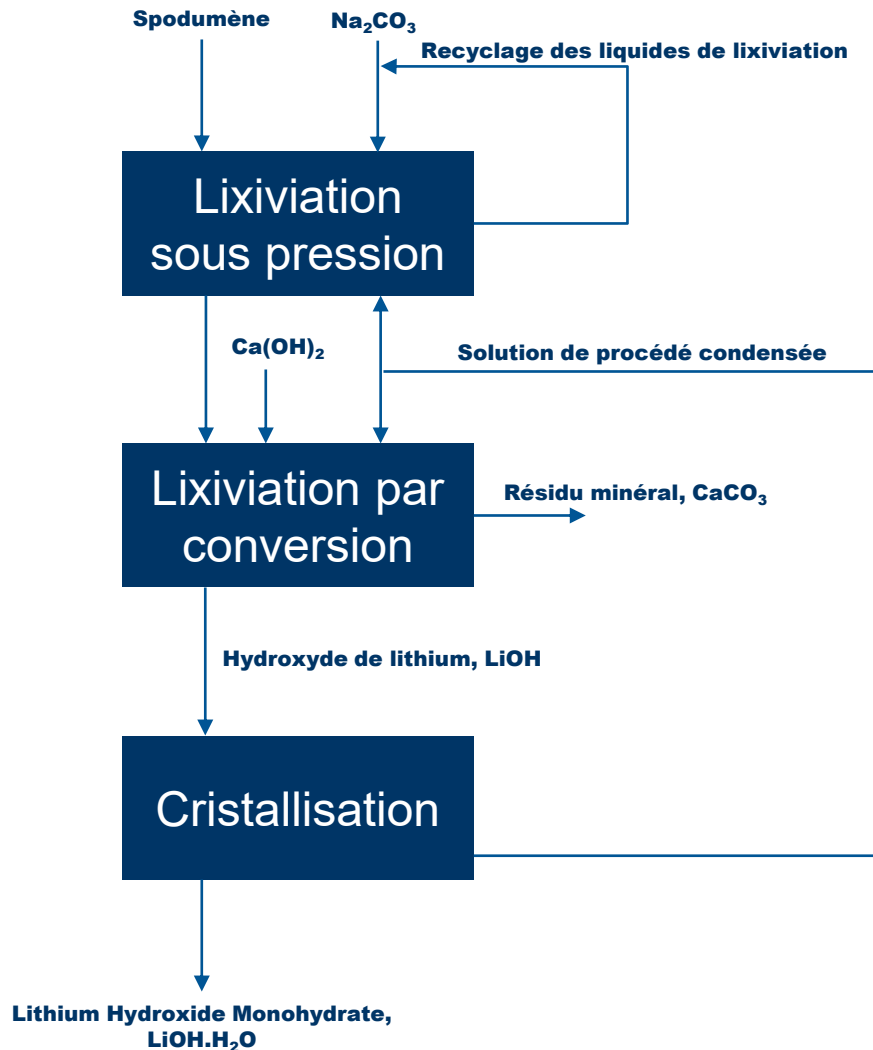 Spodumène
Na₂CO₃
Recyclage des liquides de lixiviation
Lixiviation
sous pression
Ca(OH)₂
Solution de procédé condensée
Lixiviation par
conversion
Résidu minéral, CaCO₃
Hydroxyde de lithium, LiOH
Cristallisation
Lithium Hydroxide Monohydrate,
LiOH.H₂O